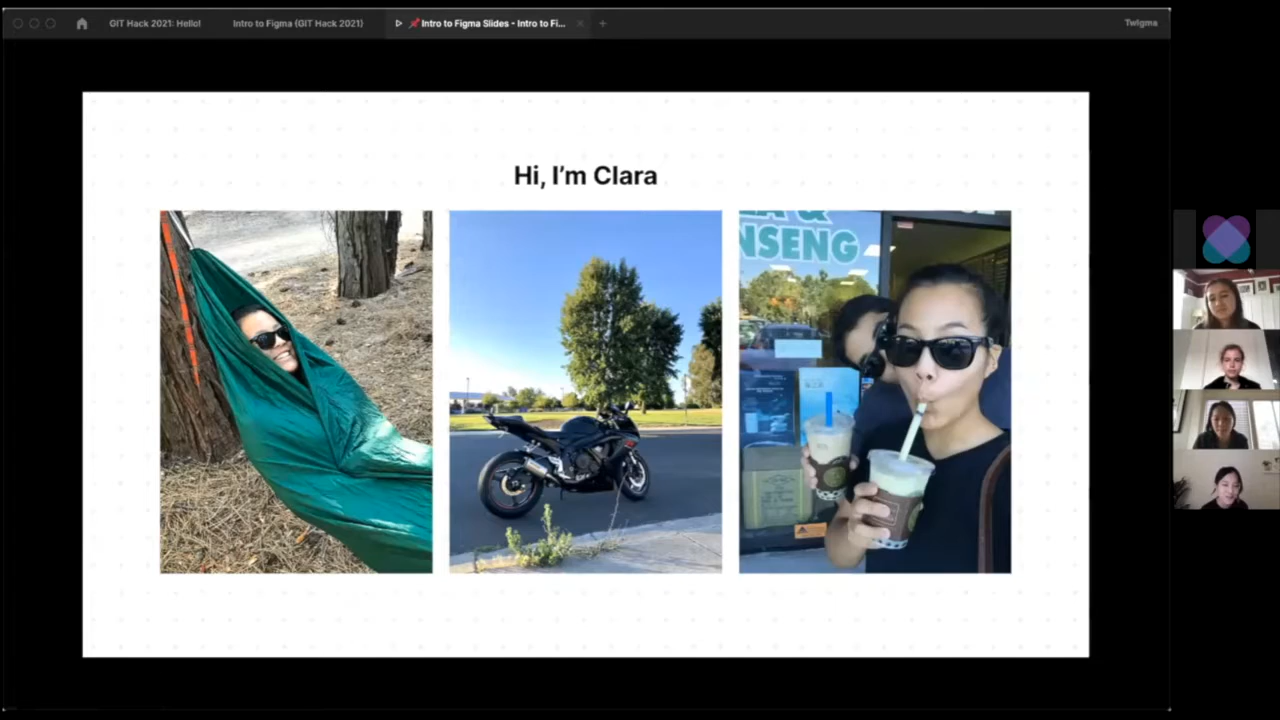 GIT Hack 2021: Hello!
Intro to Figma (GIT Hack 2021)
Intro to Figma Slides - Intro to Fi...
Twigma
Hi, I'm Clara
& 
NSENG